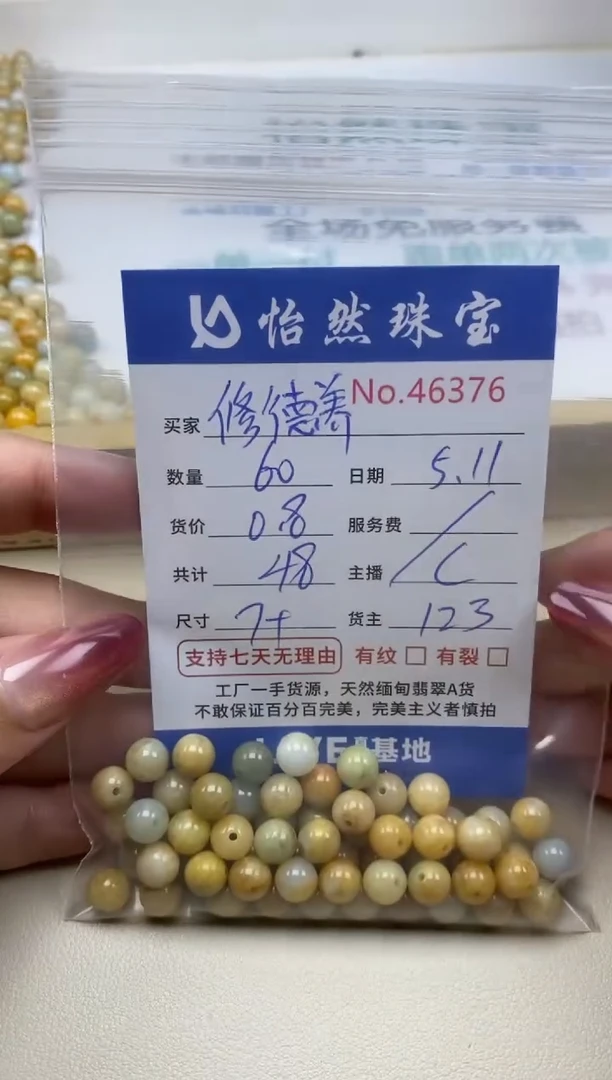 全场免服务费
怡然珠宝
No.46376
买家 修德善
数量 60 日期 5.11
货价 0.8 服务费 /
共计 48 主播 / C
尺寸 7+ 货主 123
支持七天无理由 有纹 □ 有裂 □
工厂一手货源，天然缅甸翡翠A货
不敢保证百分百完美，完美主义者慎拍
基地